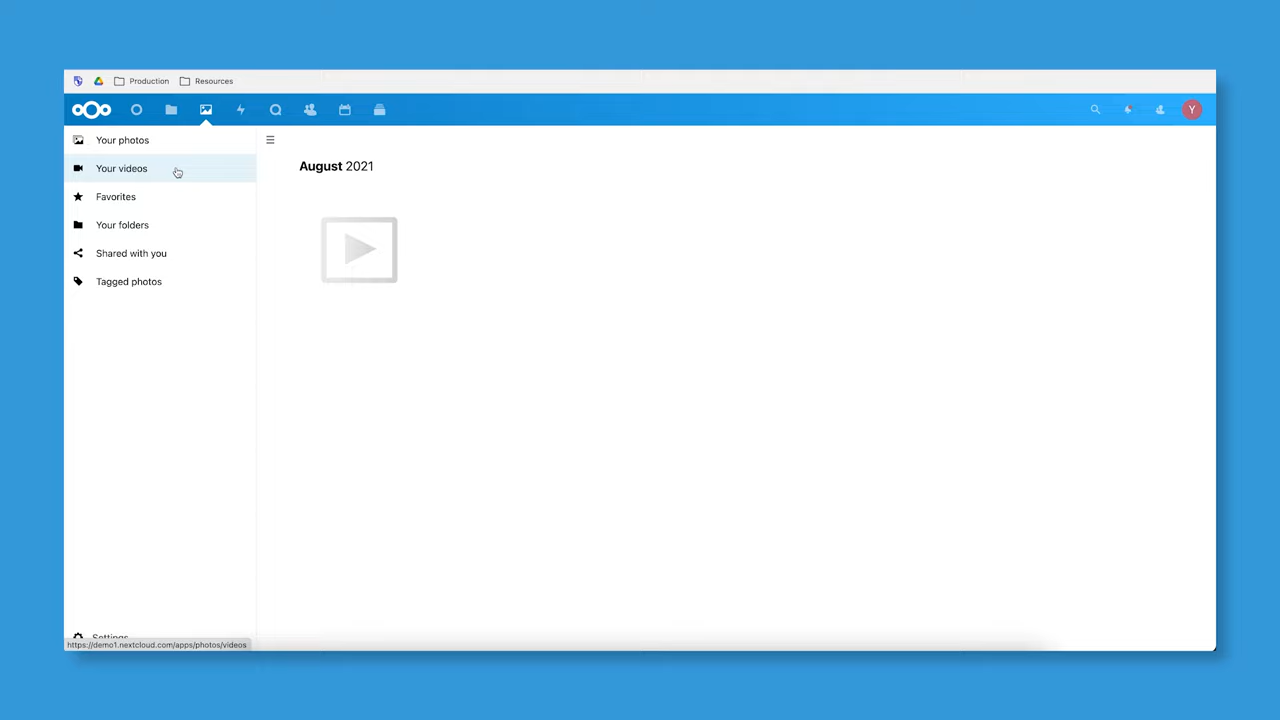 Production
Resources
Y
Your photos
Your videos
Favorites
Your folders
Shared with you
Tagged photos
August 2021
Settings
https://demo1.nextcloud.com/apps/photos/videos